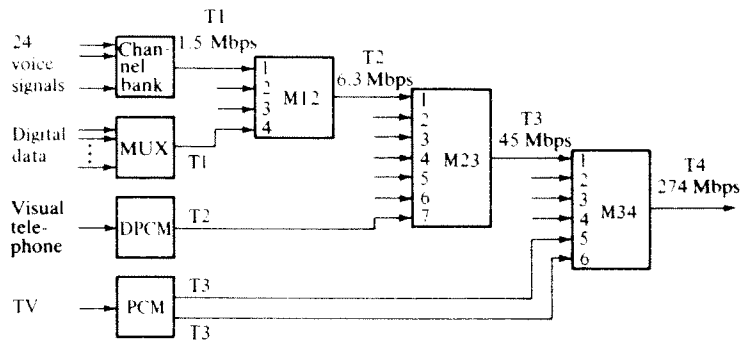 24
voice
signals
Chan-
nel
bank
T1
1.5 Mbps
1
2
3
4
M12
T2
6.3 Mbps
Digital
data
MUX
T1
1
2
3
4
5
6
7
M23
T3
45 Mbps
Visual
tele-
phone
DPCM
T2
1
2
3
4
5
6
M34
T4
274 Mbps
TV
PCM
T3
T3